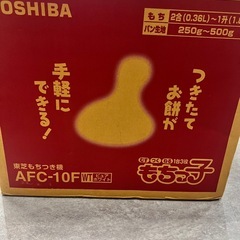 TOSHIBA
もち 2合(0.36L)～1升(1.8
パン生地 250g～500g
つきたて
お餅が
手軽に
できる!
東芝もちつき機
AFC-10F
もちっ子